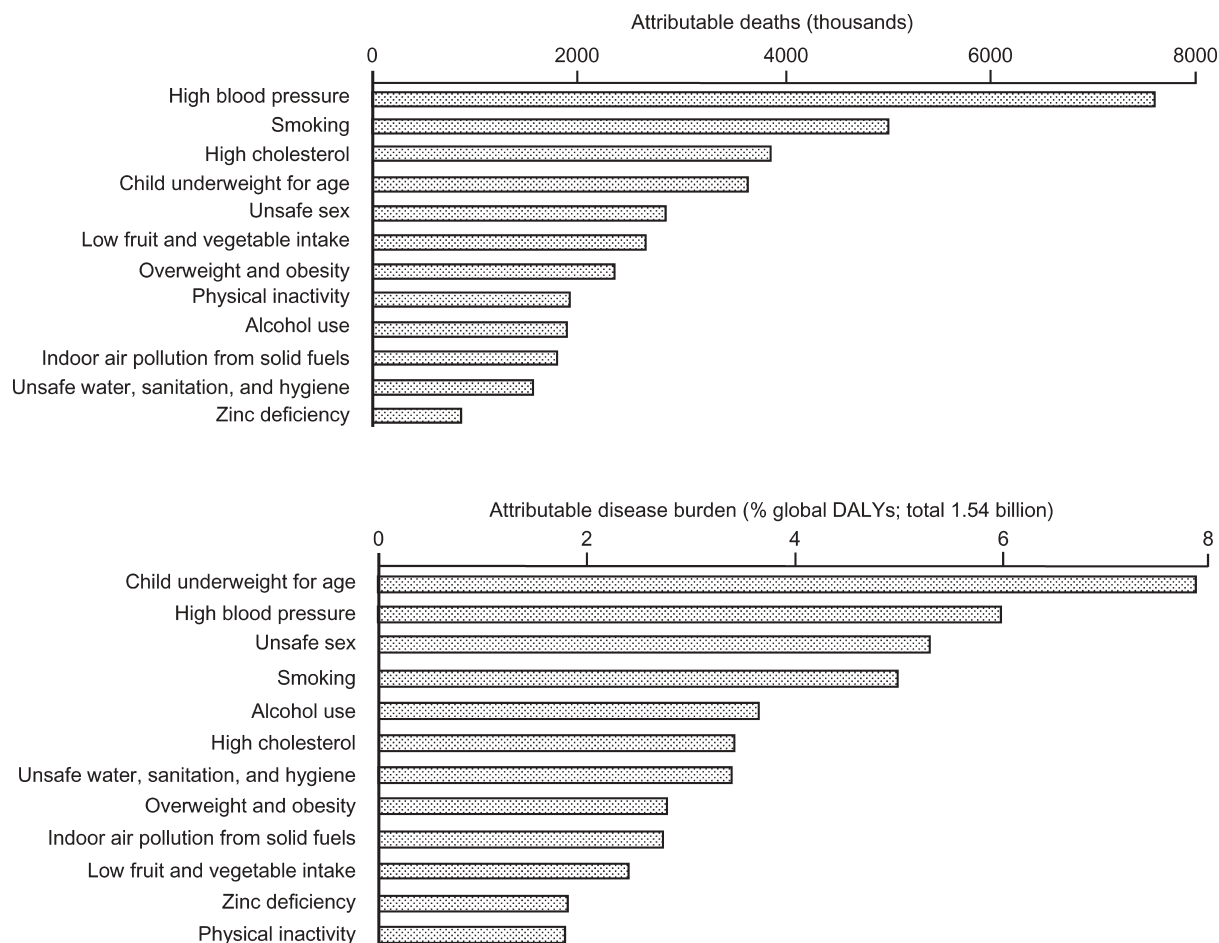 Attributable deaths (thousands)
0 2000 4000 6000 8000
High blood pressure
Smoking
High cholesterol
Child underweight for age
Unsafe sex
Low fruit and vegetable intake
Overweight and obesity
Physical inactivity
Alcohol use
Indoor air pollution from solid fuels
Unsafe water, sanitation, and hygiene
Zinc deficiency
Attributable disease burden (% global DALYs; total 1.54 billion)
0 2 4 6 8
Child underweight for age
High blood pressure
Unsafe sex
Smoking
Alcohol use
High cholesterol
Unsafe water, sanitation, and hygiene
Overweight and obesity
Indoor air pollution from solid fuels
Low fruit and vegetable intake
Zinc deficiency
Physical inactivity